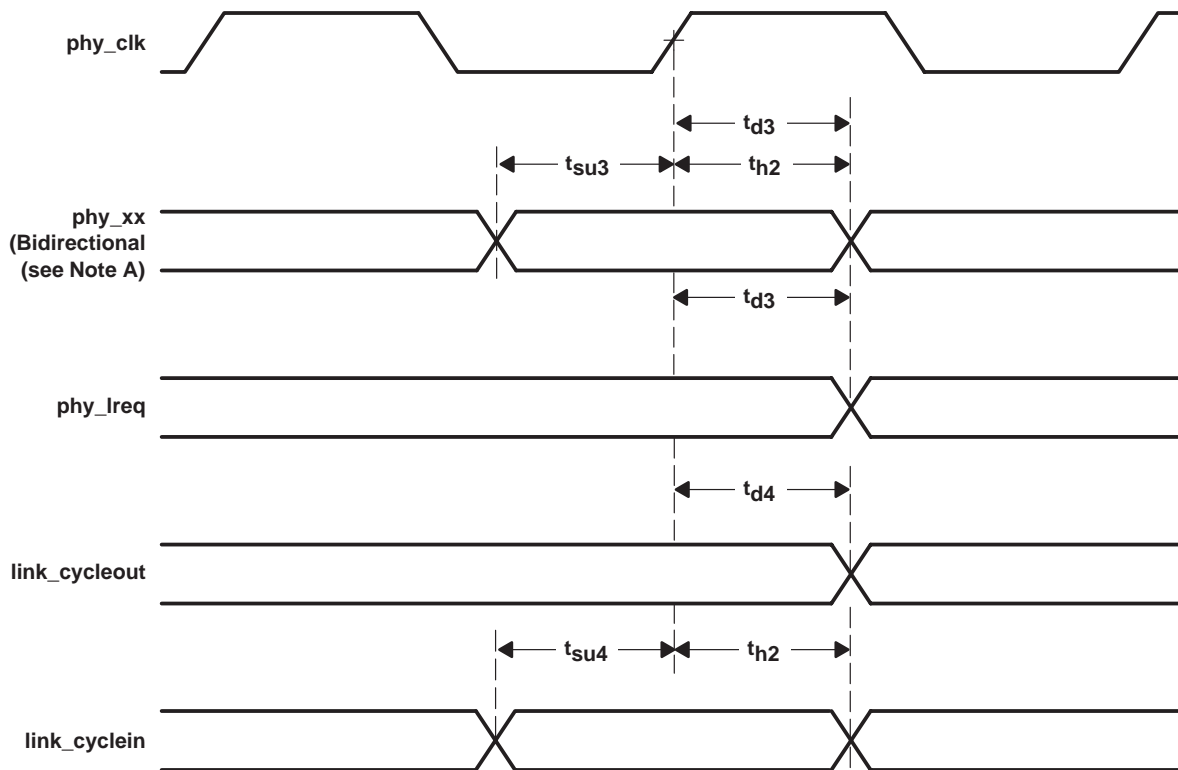 phy_clk
td3
tsu3
th2
phy_xx
(Bidirectional
(see Note A)
td3
phy_lreq
td4
link_cycleout
tsu4
th2
link_cyclein